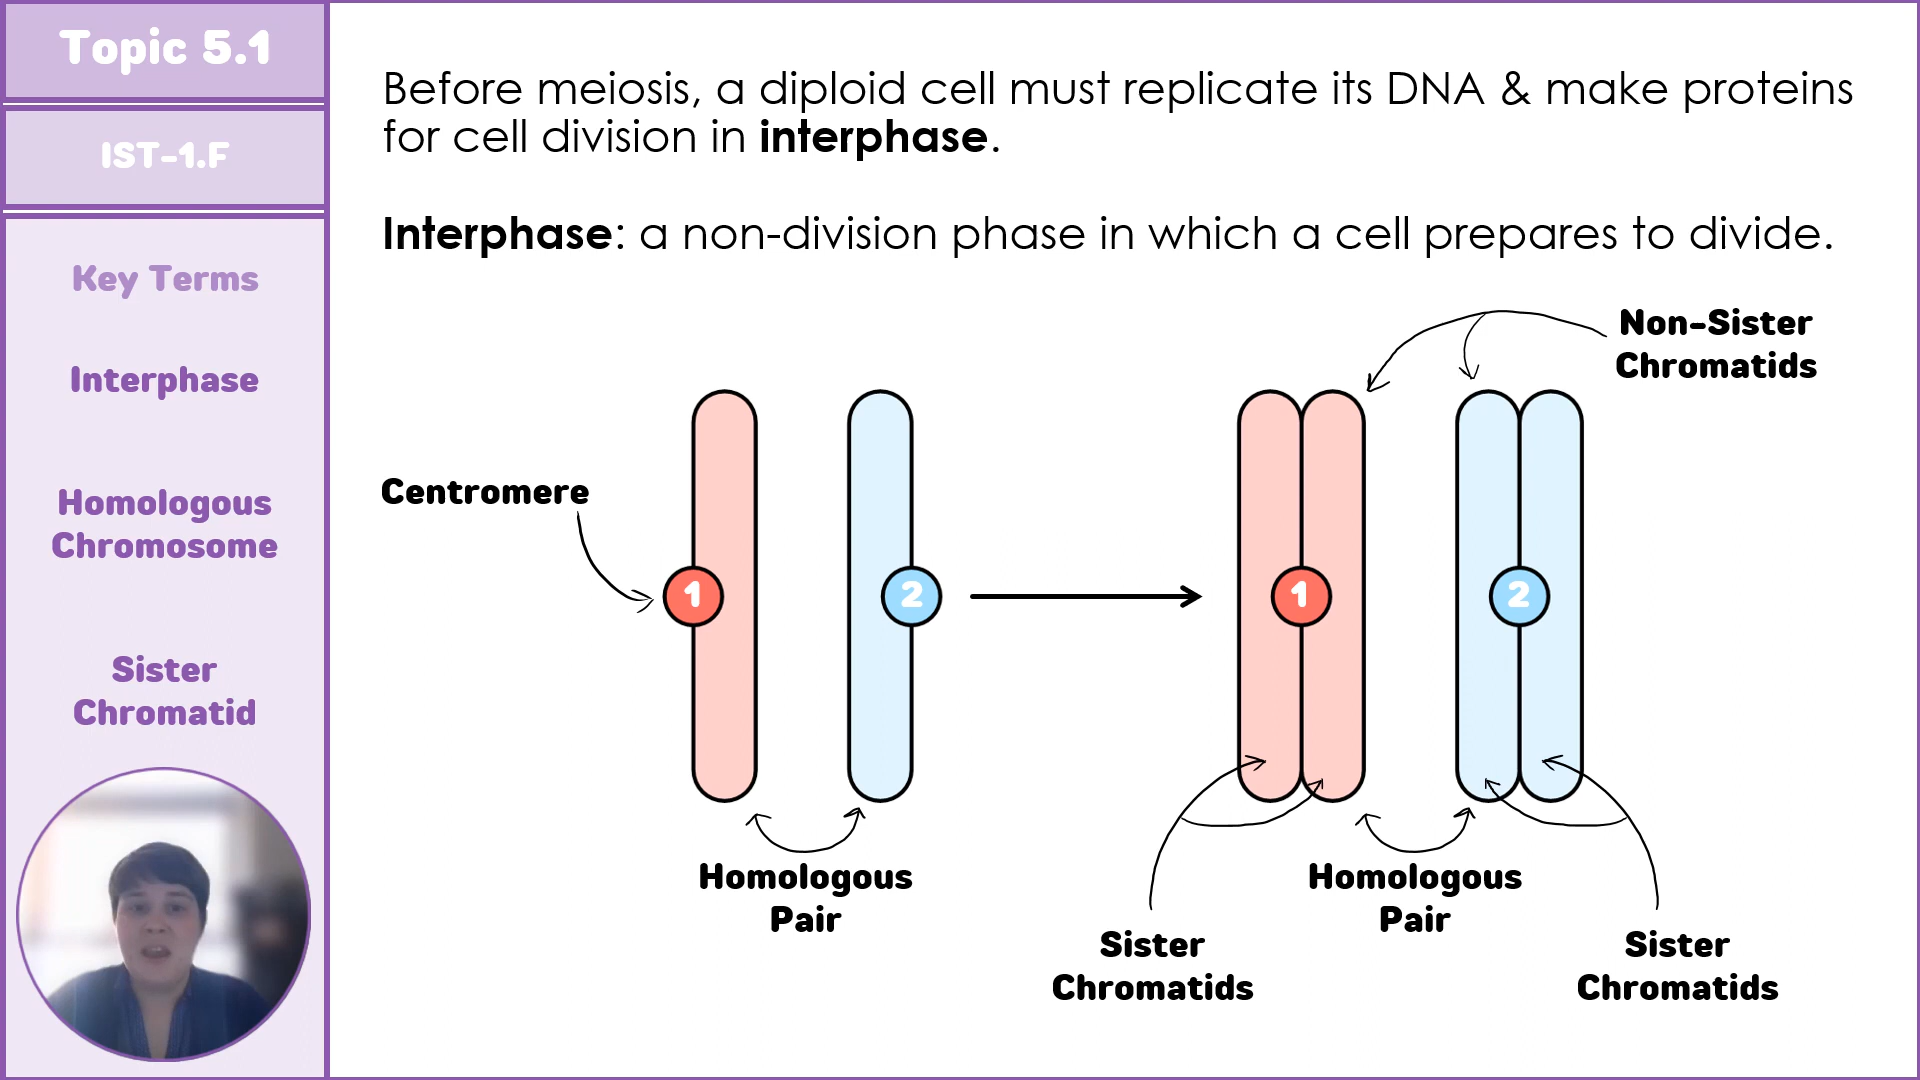 Topic 5.1
IST-1.F
Key Terms
Interphase
Homologous
Chromosome
Sister
Chromatid
Before meiosis, a diploid cell must replicate its DNA & make proteins
for cell division in interphase.
Interphase: a non-division phase in which a cell prepares to divide.
Non-Sister
Chromatids
Centromere
1
2
1
2
Homologous
Pair
Homologous
Pair
Sister
Chromatids
Sister
Chromatids